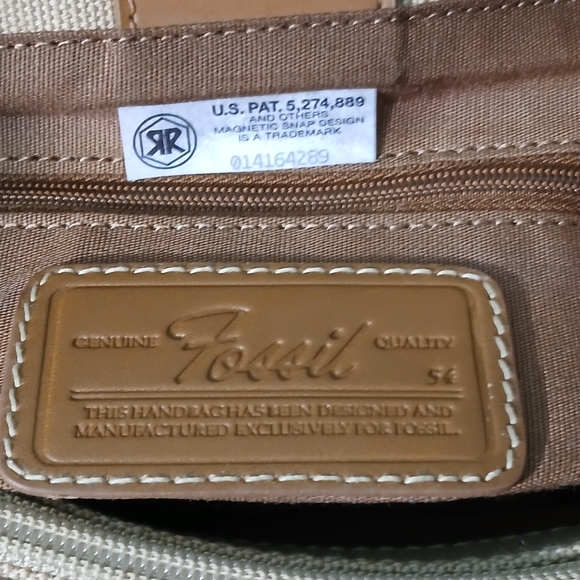 RR
U.S. PAT. 5,274,889
AND OTHERS
MAGNETIC SNAP DESIGN
IS A TRADEMARK
014164289
GENUINE Fossil QUALITY
54
THIS HANDBAG HAS BEEN DESIGNED AND
MANUFACTURED EXCLUSIVELY FOR FOSSIL.